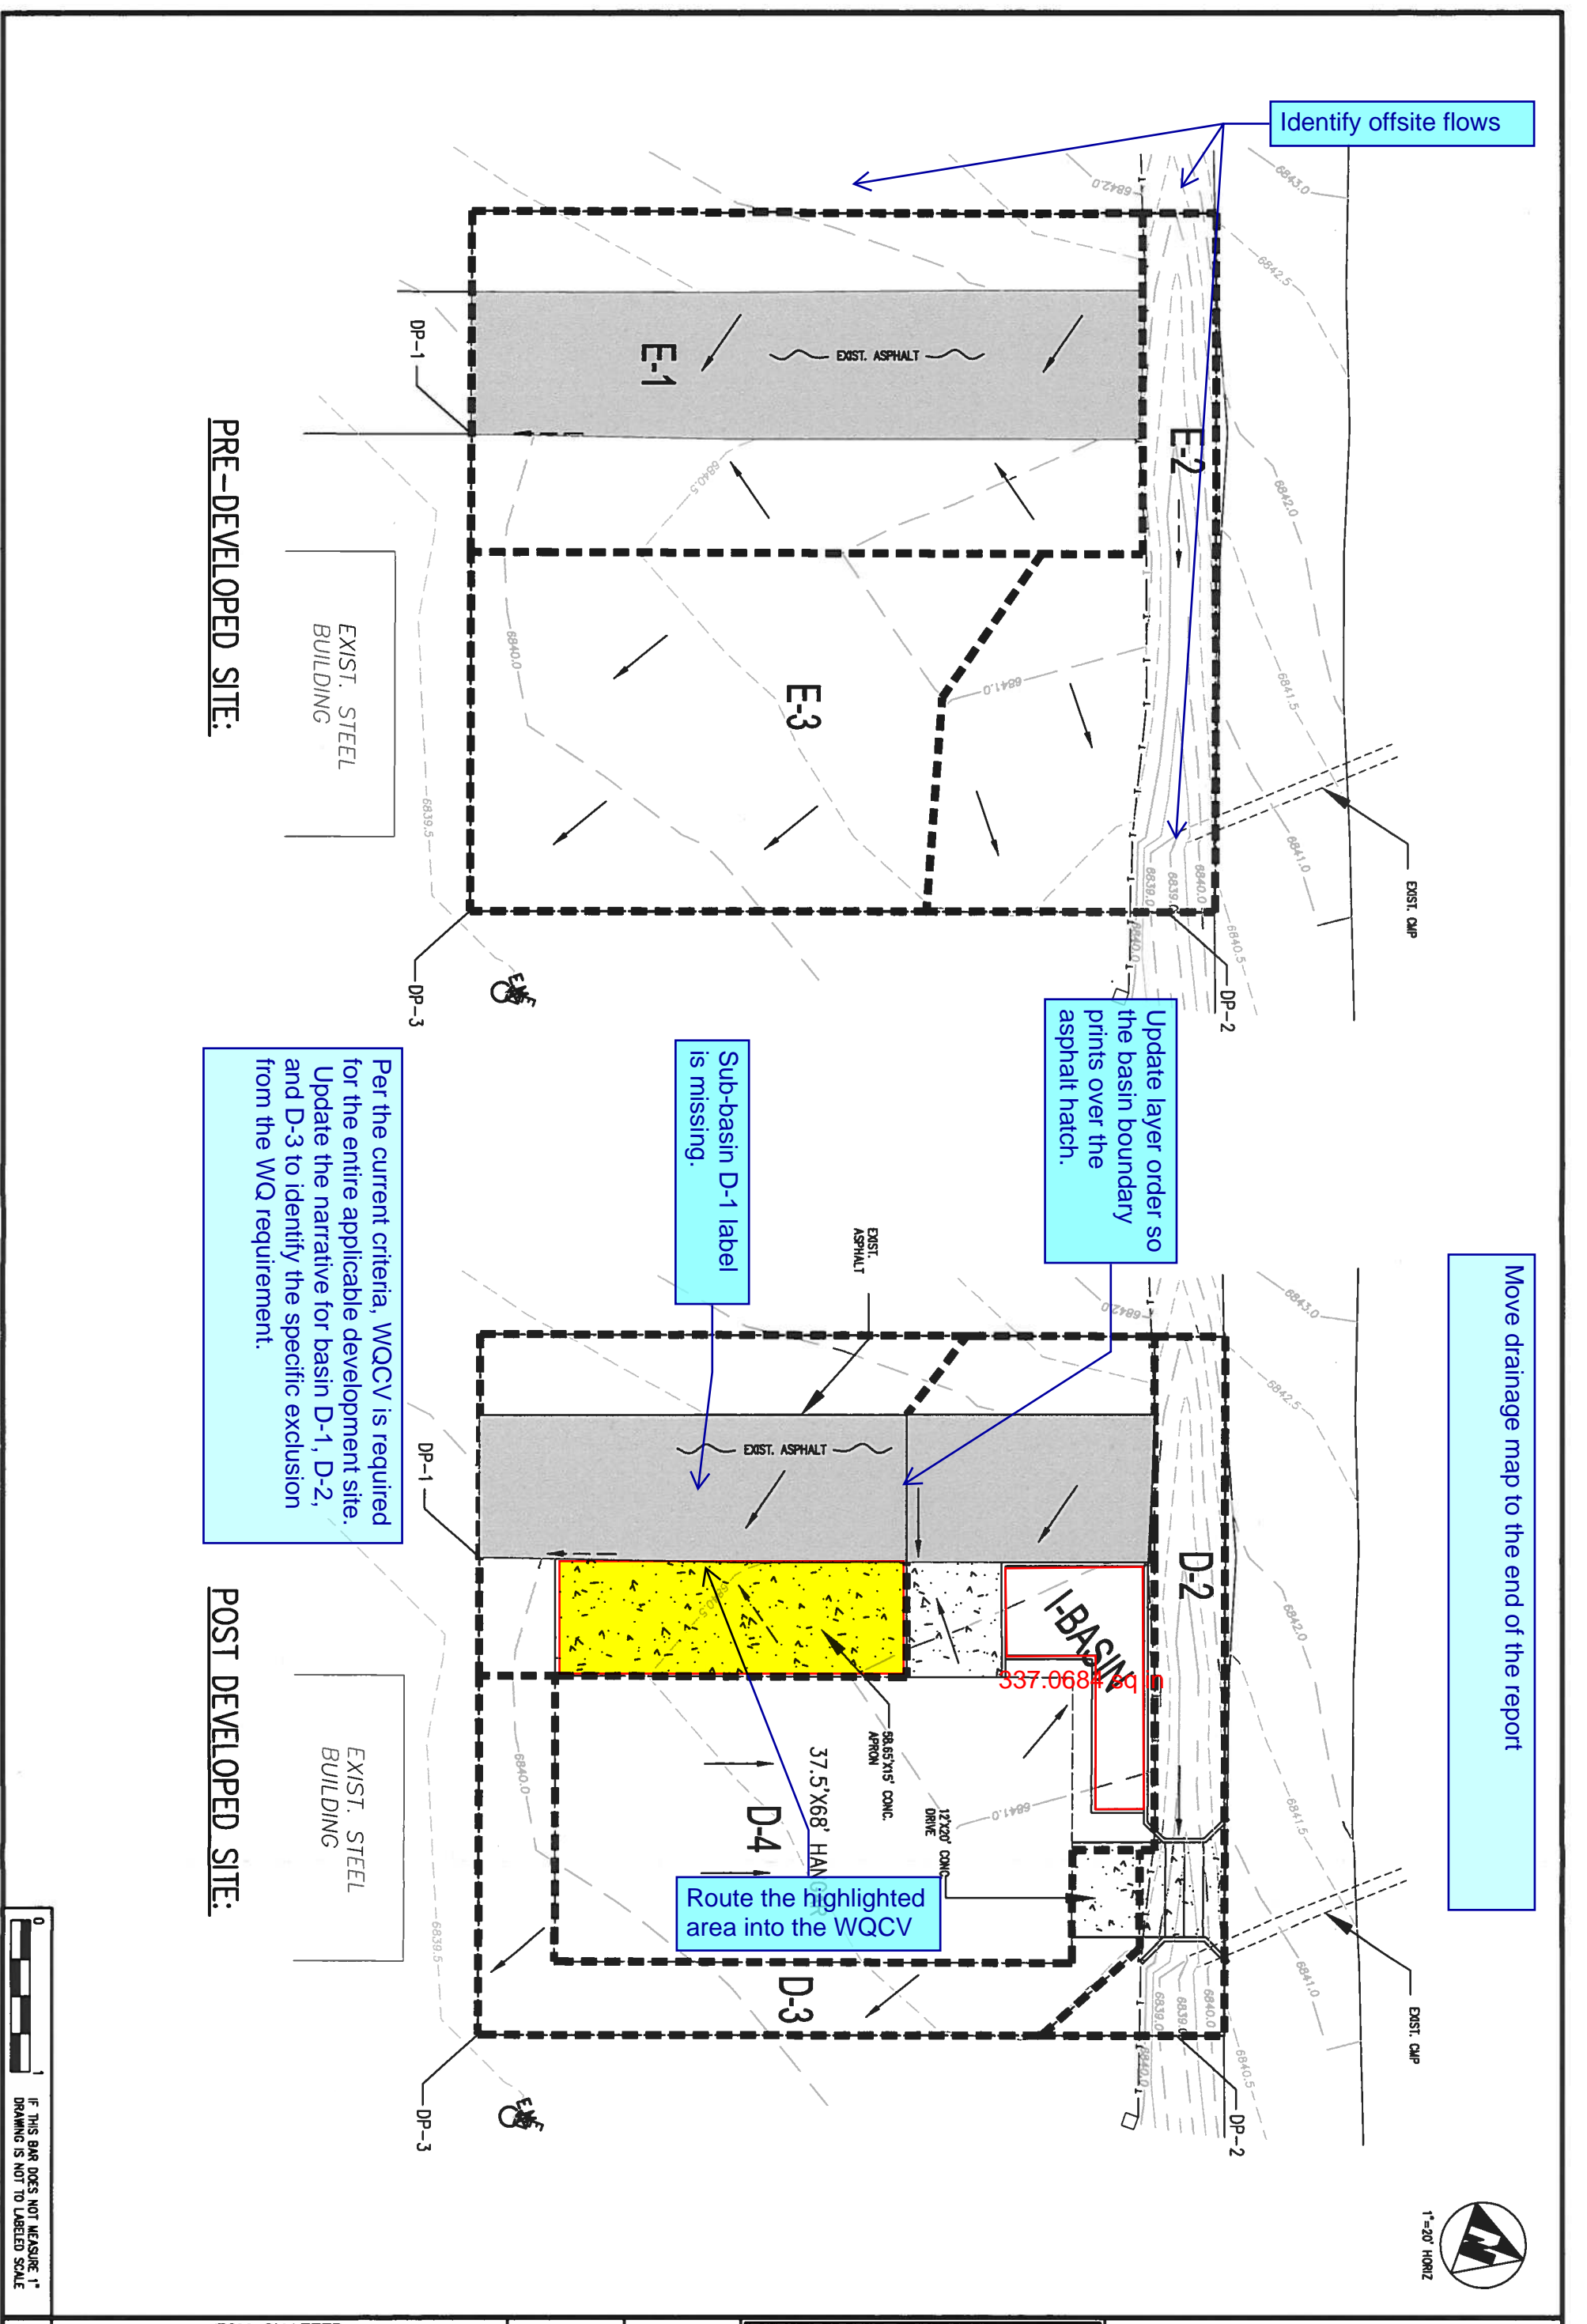 Identify offsite flows
6843.0
6842.0
6842.5
6842.0
6841.5
6841.0
6840.5
6840.0
6839.0
EXIST. CMP
E-2
EXIST. ASPHALT
E-1
DP-1
6840.5
6841.0
E-3
6840.0
6839.5
6840.0
DP-2
DP-3
EXIST. STEEL
BUILDING
PRE-DEVELOPED SITE:
Move drainage map to the end of the report
Update layer order so
the basin boundary
prints over the
asphalt hatch.
Sub-basin D-1 label
is missing.
Per the current criteria, WQCV is required
for the entire applicable development site.
Update the narrative for basin D-1, D-2,
and D-3 to identify the specific exclusion
from the WQ requirement.
6843.0
6842.0
6842.5
6842.0
6841.5
6841.0
6840.5
6840.0
6839.0
EXIST. CMP
D-2
EXIST.
ASPHALT
EXIST. ASPHALT
I-BASIN
337.0684 sq in
DP-1
6840.5
58.65'X15' CONC.
APRON
37.5'X68'
6841.0
12'X20' CONC.
DRIVE
D-4
Route the highlighted
area into the WQCV
D-3
6840.0
6839.5
6840.0
DP-2
DP-3
EXIST. STEEL
BUILDING
POST DEVELOPED SITE:
1"=20' HORIZ
0 1
IF THIS BAR DOES NOT MEASURE 1"
DRAWING IS NOT TO LABELED SCALE